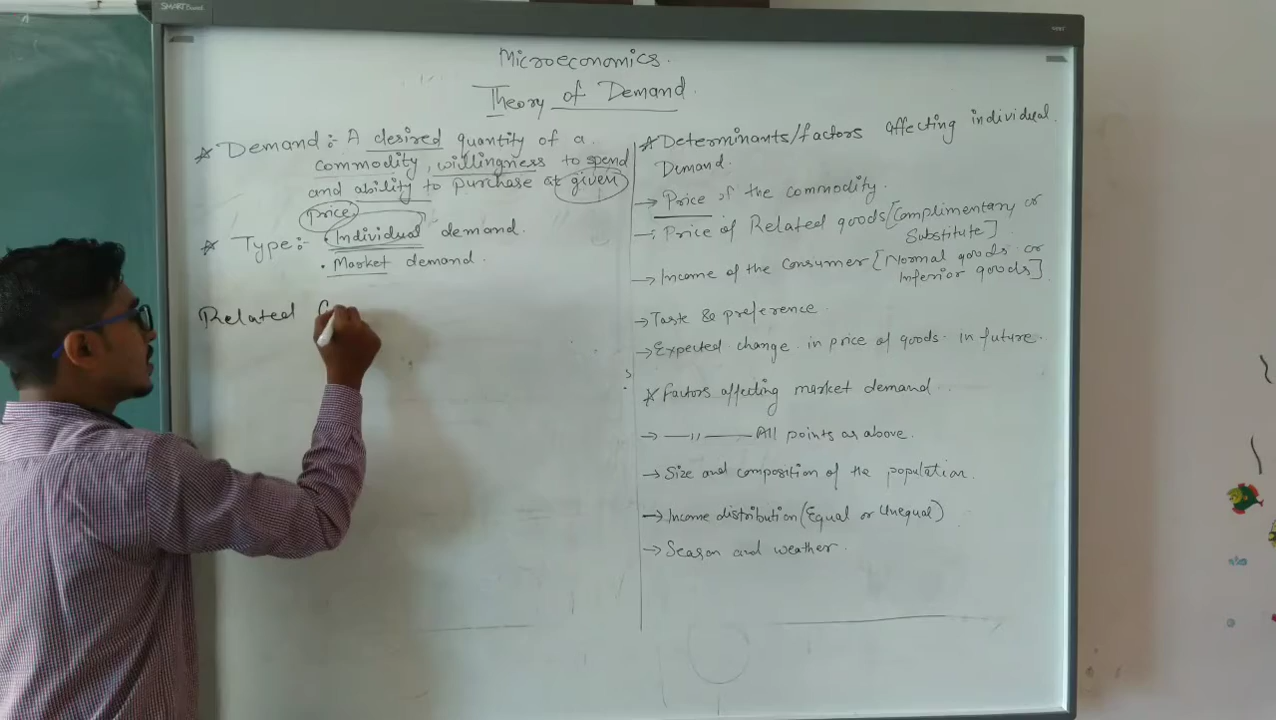 SMART Board
Microeconomics.
Theory of Demand.
☆ Demand :- A desired quantity of a
commodity, willingness to spend
and ability to purchase at given
price.
☆ Type :- • Individual demand.
• Market demand.
Related G
☆ Determinants/factors affecting individual
Demand.
→ Price of the commodity.
→ Price of Related goods [Complimentary or
Substitute]
→ Income of the Consumer [Normal goods or
Inferior goods]
→ Taste & preference
→ Expected change in price of goods in future.
☆ factors affecting market demand
→ —〃— All points as above.
→ Size and composition of the population.
→ Income distribution (Equal or Unequal)
→ Season and weather.